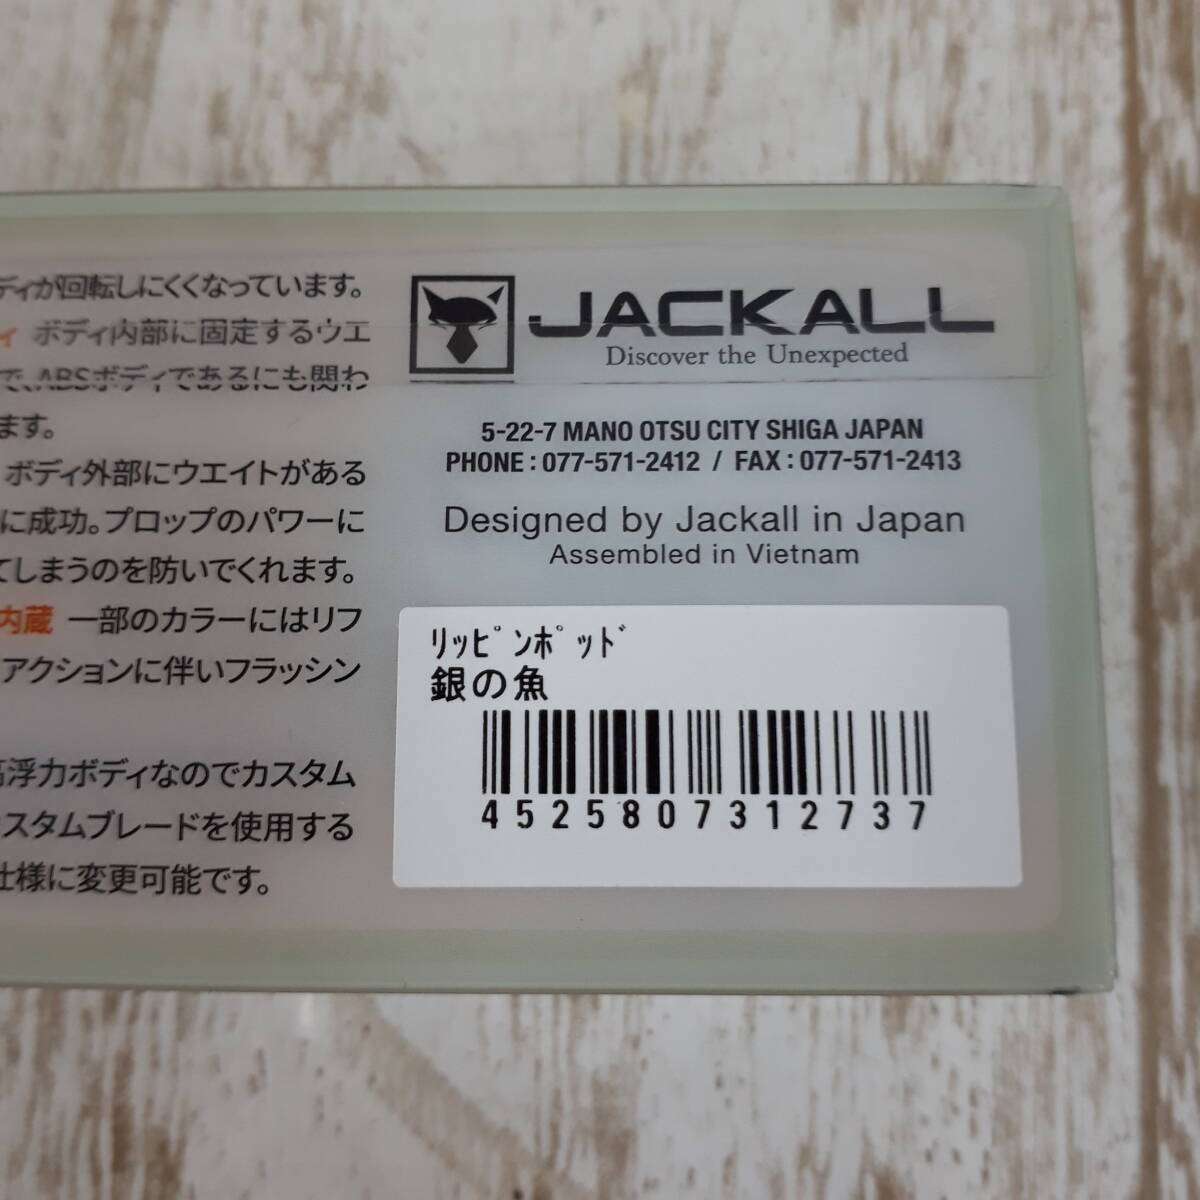 ディが回転しにくくなっています。
ィ ボディ内部に固定するウエ
で、ABSボディであるにも関わ
ます。
ボディ外部にウエイトがある
に成功。プロップのパワーに
てしまうのを防いでくれます。
内蔵 一部のカラーにはリフ
アクションに伴いフラッシン
高浮力ボディなのでカスタム
カスタムブレードを使用する
仕様に変更可能です。
JACKALL
Discover the Unexpected
5-22-7 MANO OTSU CITY SHIGA JAPAN
PHONE : 077-571-2412 / FAX : 077-571-2413
Designed by Jackall in Japan
Assembled in Vietnam
ﾘｯﾋﾟﾝﾎﾟｯﾄﾞ
銀の魚
4525807312737